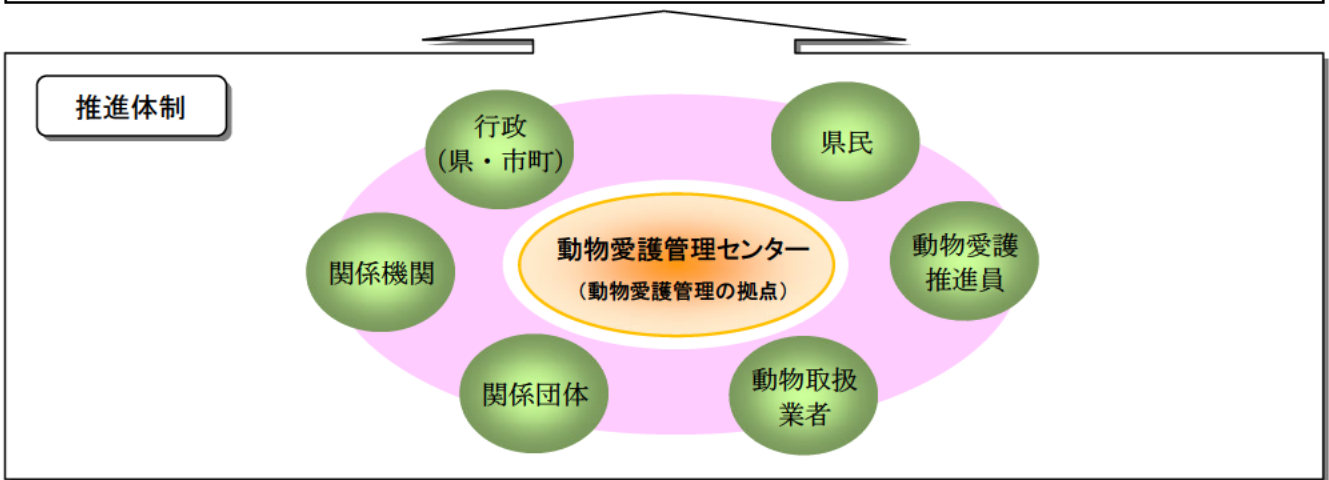 推進体制
行政
（県・市町）
県民
関係機関
動物愛護管理センター
（動物愛護管理の拠点）
動物愛護
推進員
関係団体
動物取扱
業者